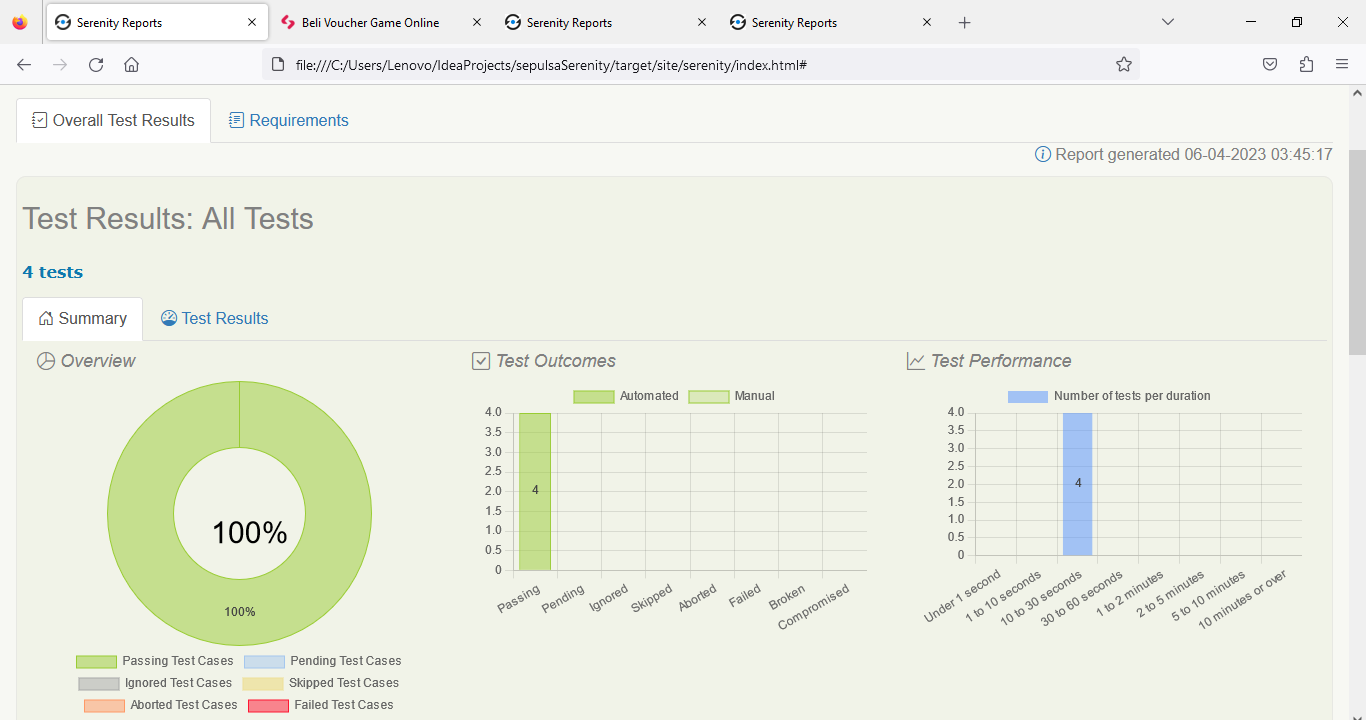 Serenity Reports
Beli Voucher Game Online
Serenity Reports
Serenity Reports
file:///C:/Users/Lenovo/IdeaProjects/sepulsaSerenity/target/site/serenity/index.html#
Overall Test Results
Requirements
Report generated 06-04-2023 03:45:17
Test Results: All Tests
4 tests
Summary
Test Results
Overview
100%
100%
Passing Test Cases
Pending Test Cases
Ignored Test Cases
Skipped Test Cases
Aborted Test Cases
Failed Test Cases
Test Outcomes
Automated
Manual
4.0
3.5
3.0
2.5
2.0
1.5
1.0
0.5
0
4
Passing
Pending
Ignored
Skipped
Aborted
Failed
Broken
Compromised
Test Performance
Number of tests per duration
4.0
3.5
3.0
2.5
2.0
1.5
1.0
0.5
0
4
Under 1 second
1 to 10 seconds
10 to 30 seconds
30 to 60 seconds
1 to 2 minutes
2 to 5 minutes
5 to 10 minutes
10 minutes or over